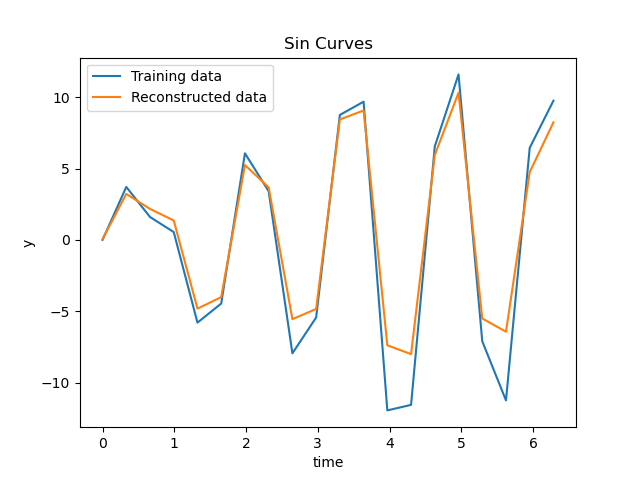 Sin Curves
Training data
Reconstructed data
10
5
0
−5
−10
y
0 1 2 3 4 5 6
time